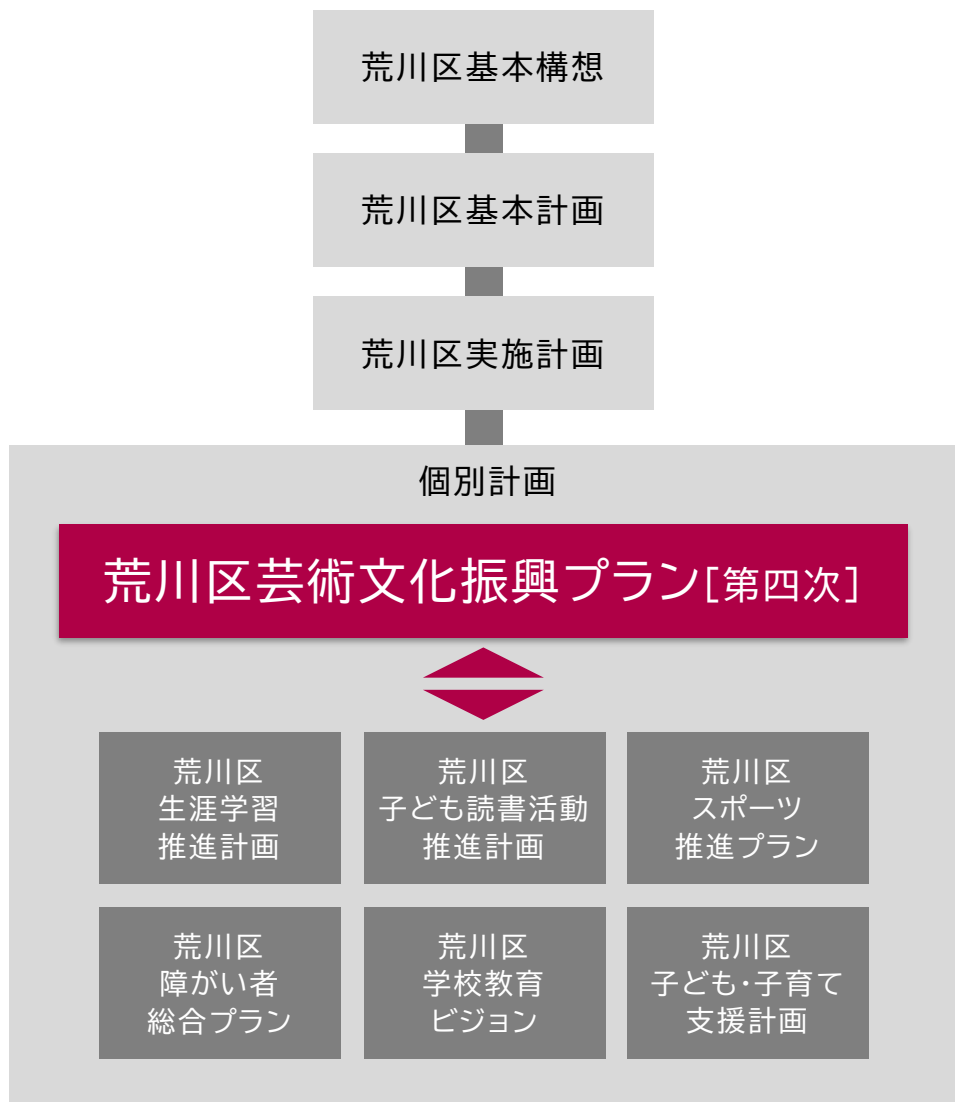 荒川区基本構想
荒川区基本計画
荒川区実施計画
個別計画
荒川区芸術文化振興プラン[第四次]
荒川区
生涯学習
推進計画
荒川区
子ども読書活動
推進計画
荒川区
スポーツ
推進プラン
荒川区
障がい者
総合プラン
荒川区
学校教育
ビジョン
荒川区
子ども・子育て
支援計画